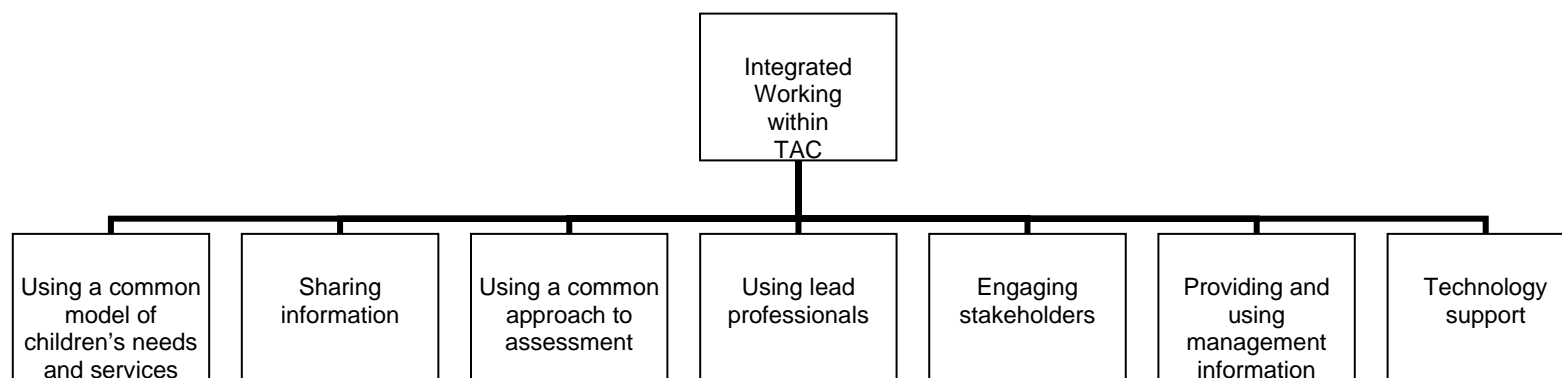 Integrated
Working
within
TAC
Using a common
model of
children’s needs
and services
Sharing
information
Using a common
approach to
assessment
Using lead
professionals
Engaging
stakeholders
Providing and
using
management
information
Technology
support